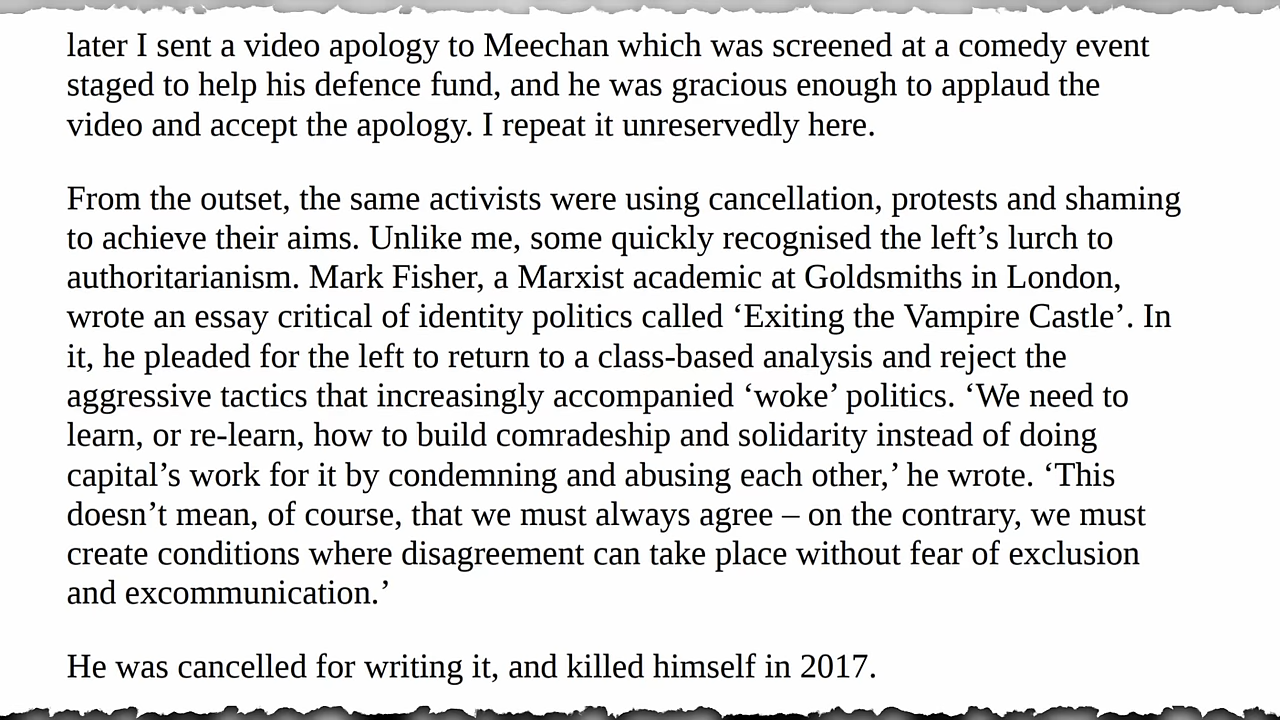 later I sent a video apology to Meechan which was screened at a comedy event
staged to help his defence fund, and he was gracious enough to applaud the
video and accept the apology. I repeat it unreservedly here.
From the outset, the same activists were using cancellation, protests and shaming
to achieve their aims. Unlike me, some quickly recognised the left’s lurch to
authoritarianism. Mark Fisher, a Marxist academic at Goldsmiths in London,
wrote an essay critical of identity politics called ‘Exiting the Vampire Castle’. In
it, he pleaded for the left to return to a class-based analysis and reject the
aggressive tactics that increasingly accompanied ‘woke’ politics. ‘We need to
learn, or re-learn, how to build comradeship and solidarity instead of doing
capital’s work for it by condemning and abusing each other,’ he wrote. ‘This
doesn’t mean, of course, that we must always agree – on the contrary, we must
create conditions where disagreement can take place without fear of exclusion
and excommunication.’
He was cancelled for writing it, and killed himself in 2017.